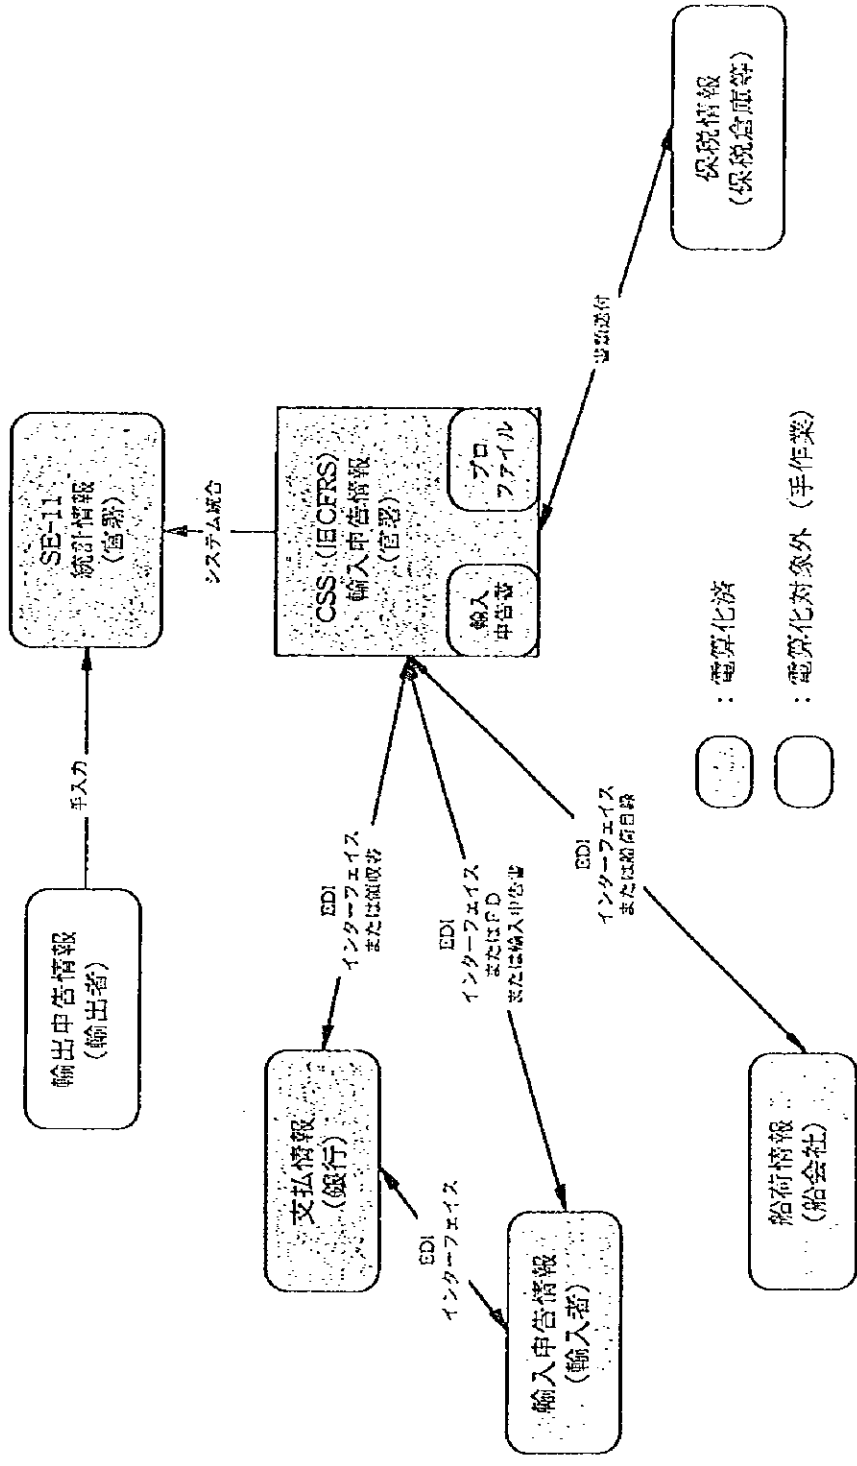 輸出申告情報
(輸出者)
手入力
SE-11
統計情報
(官署)
システム統合
支払情報
(銀行)
EDI
インターフェイス
または領収書
CSS (旧CFRS)
輸入申告情報
(官署)
輸入
申告書
プロ
ファイル
EDI
インターフェイス
EDI
インターフェイス
またはFD
または輸入申告書
輸入申告情報
(輸入者)
EDI
インターフェイス
または船荷目録
船荷情報
(船会社)
書類送付
保税情報
(保税倉庫等)
:電算化済
:電算化対象外 (手作業)